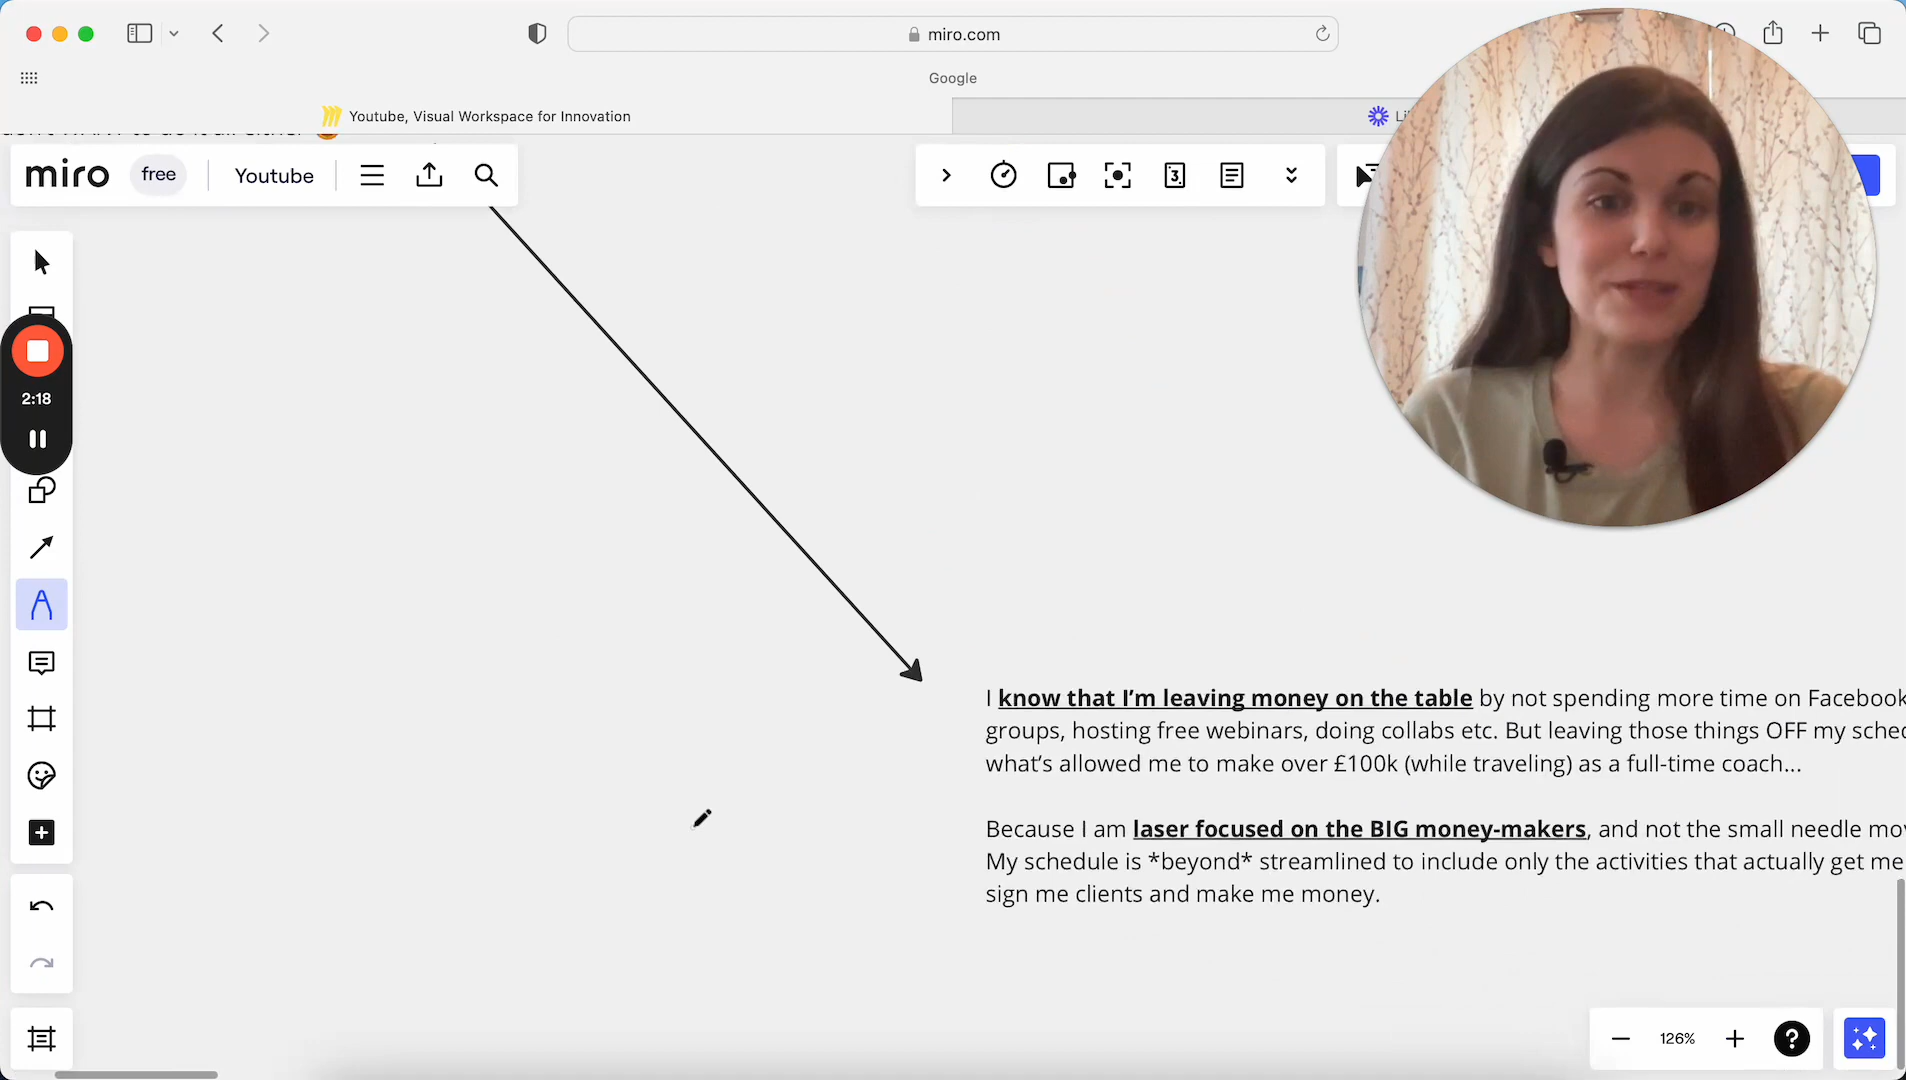 miro.com
Google
Youtube, Visual Workspace for Innovation
Li
miro free Youtube
3
2:18
I know that I’m leaving money on the table by not spending more time on Facebook
groups, hosting free webinars, doing collabs etc. But leaving those things OFF my
what’s allowed me to make over £100k (while traveling) as a full-time coach...
Because I am laser focused on the BIG money-makers, and not the small needle
My schedule is *beyond* streamlined to include only the activities that actually get me
sign me clients and make me money.
126%
?